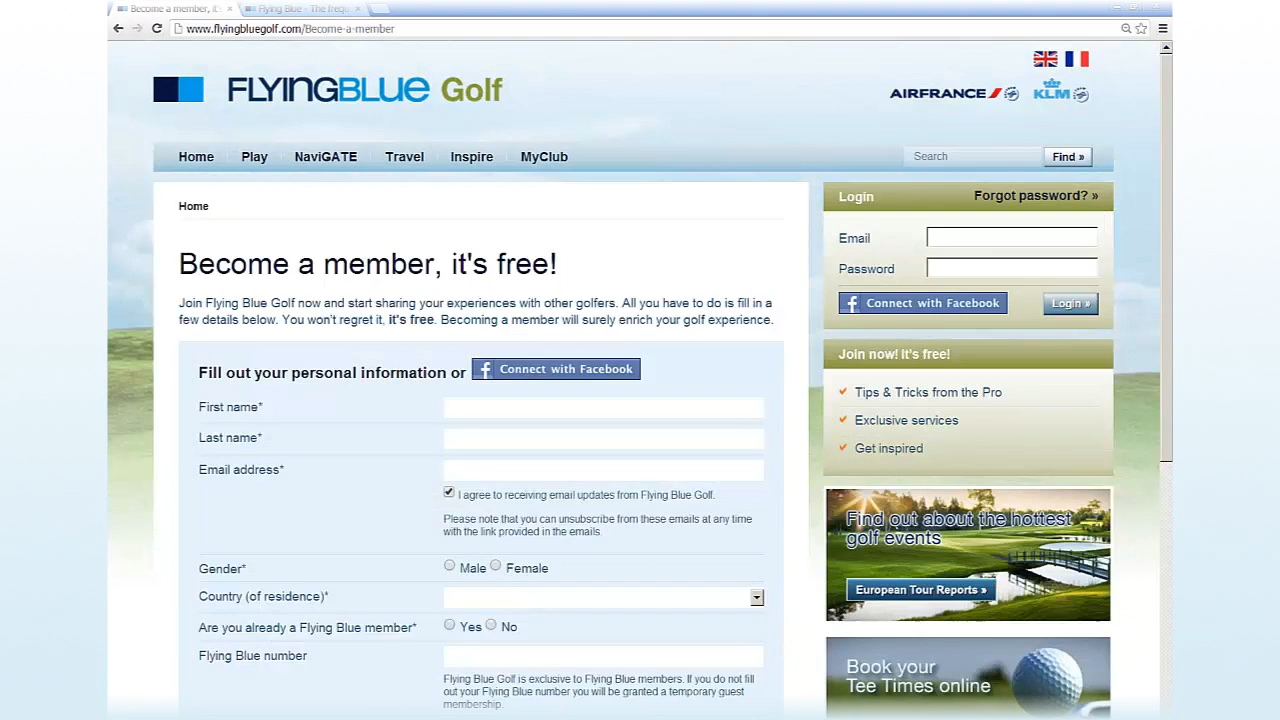 Become a member, it's
Flying Blue - The frequ
www.flyingbluegolf.com/Become-a-member
FLYINGBLUE Golf
AIRFRANCE KLM
Home Play NaviGATE Travel Inspire MyClub Search Find »
Home
Become a member, it's free!
Join Flying Blue Golf now and start sharing your experiences with other golfers. All you have to do is fill in a
few details below. You won't regret it, it's free. Becoming a member will surely enrich your golf experience.
Fill out your personal information or Connect with Facebook
First name*
Last name*
Email address*
I agree to receiving email updates from Flying Blue Golf.
Please note that you can unsubscribe from these emails at any time
with the link provided in the emails
Gender* Male Female
Country (of residence)*
Are you already a Flying Blue member* Yes No
Flying Blue number
Flying Blue Golf is exclusive to Flying Blue members. If you do not fill
out your Flying Blue number you will be granted a temporary guest
membership.
Login Forgot password? »
Email
Password
Connect with Facebook Login »
Join now! It's free!
Tips & Tricks from the Pro
Exclusive services
Get inspired
Find out about the hottest
golf events
European Tour Reports »
Book your
Tee Times online